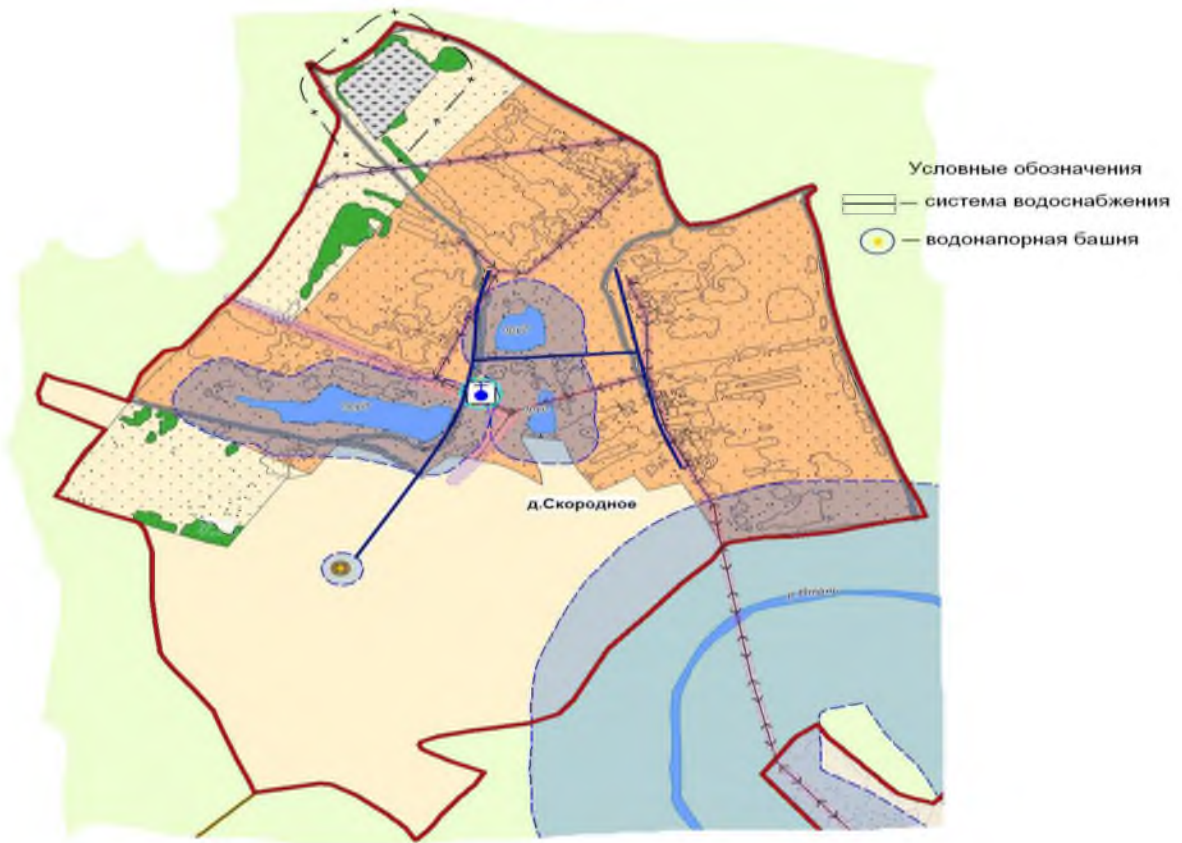 Условные обозначения
система водоснабжения
водонапорная башня
д.Скородное